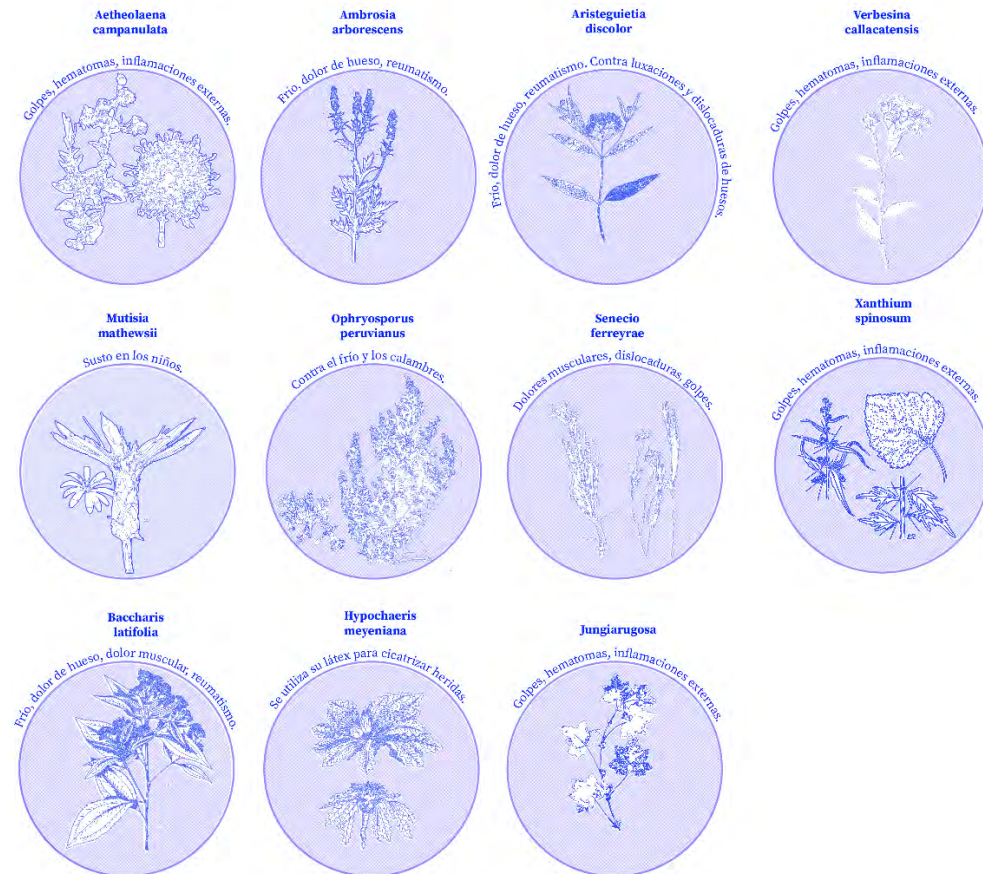 Aetheolaena
campanulata
Golpes, hematomas, inflamaciones externas.
Ambrosia
arborescens
Frío, dolor de hueso, reumatismo.
Aristeguietia
discolor
Frío, dolor de hueso, reumatismo. Contra luxaciones y dislocaduras de huesos.
Verbesina
callacatensis
Golpes, hematomas, inflamaciones externas.
Mutisia
mathewsii
Susto en los niños.
Ophryosporus
peruvianus
Contra el frío y los calambres.
Senecio
ferreyrae
Dolores musculares, dislocaduras, golpes.
Xanthium
spinosum
Golpes, hematomas, inflamaciones externas.
Baccharis
latifolia
Frío, dolor de hueso, dolor muscular, reumatismo.
Hypochaeris
meyeniana
Se utiliza su látex para cicatrizar heridas.
Jungiarugosa
Golpes, hematomas, inflamaciones externas.